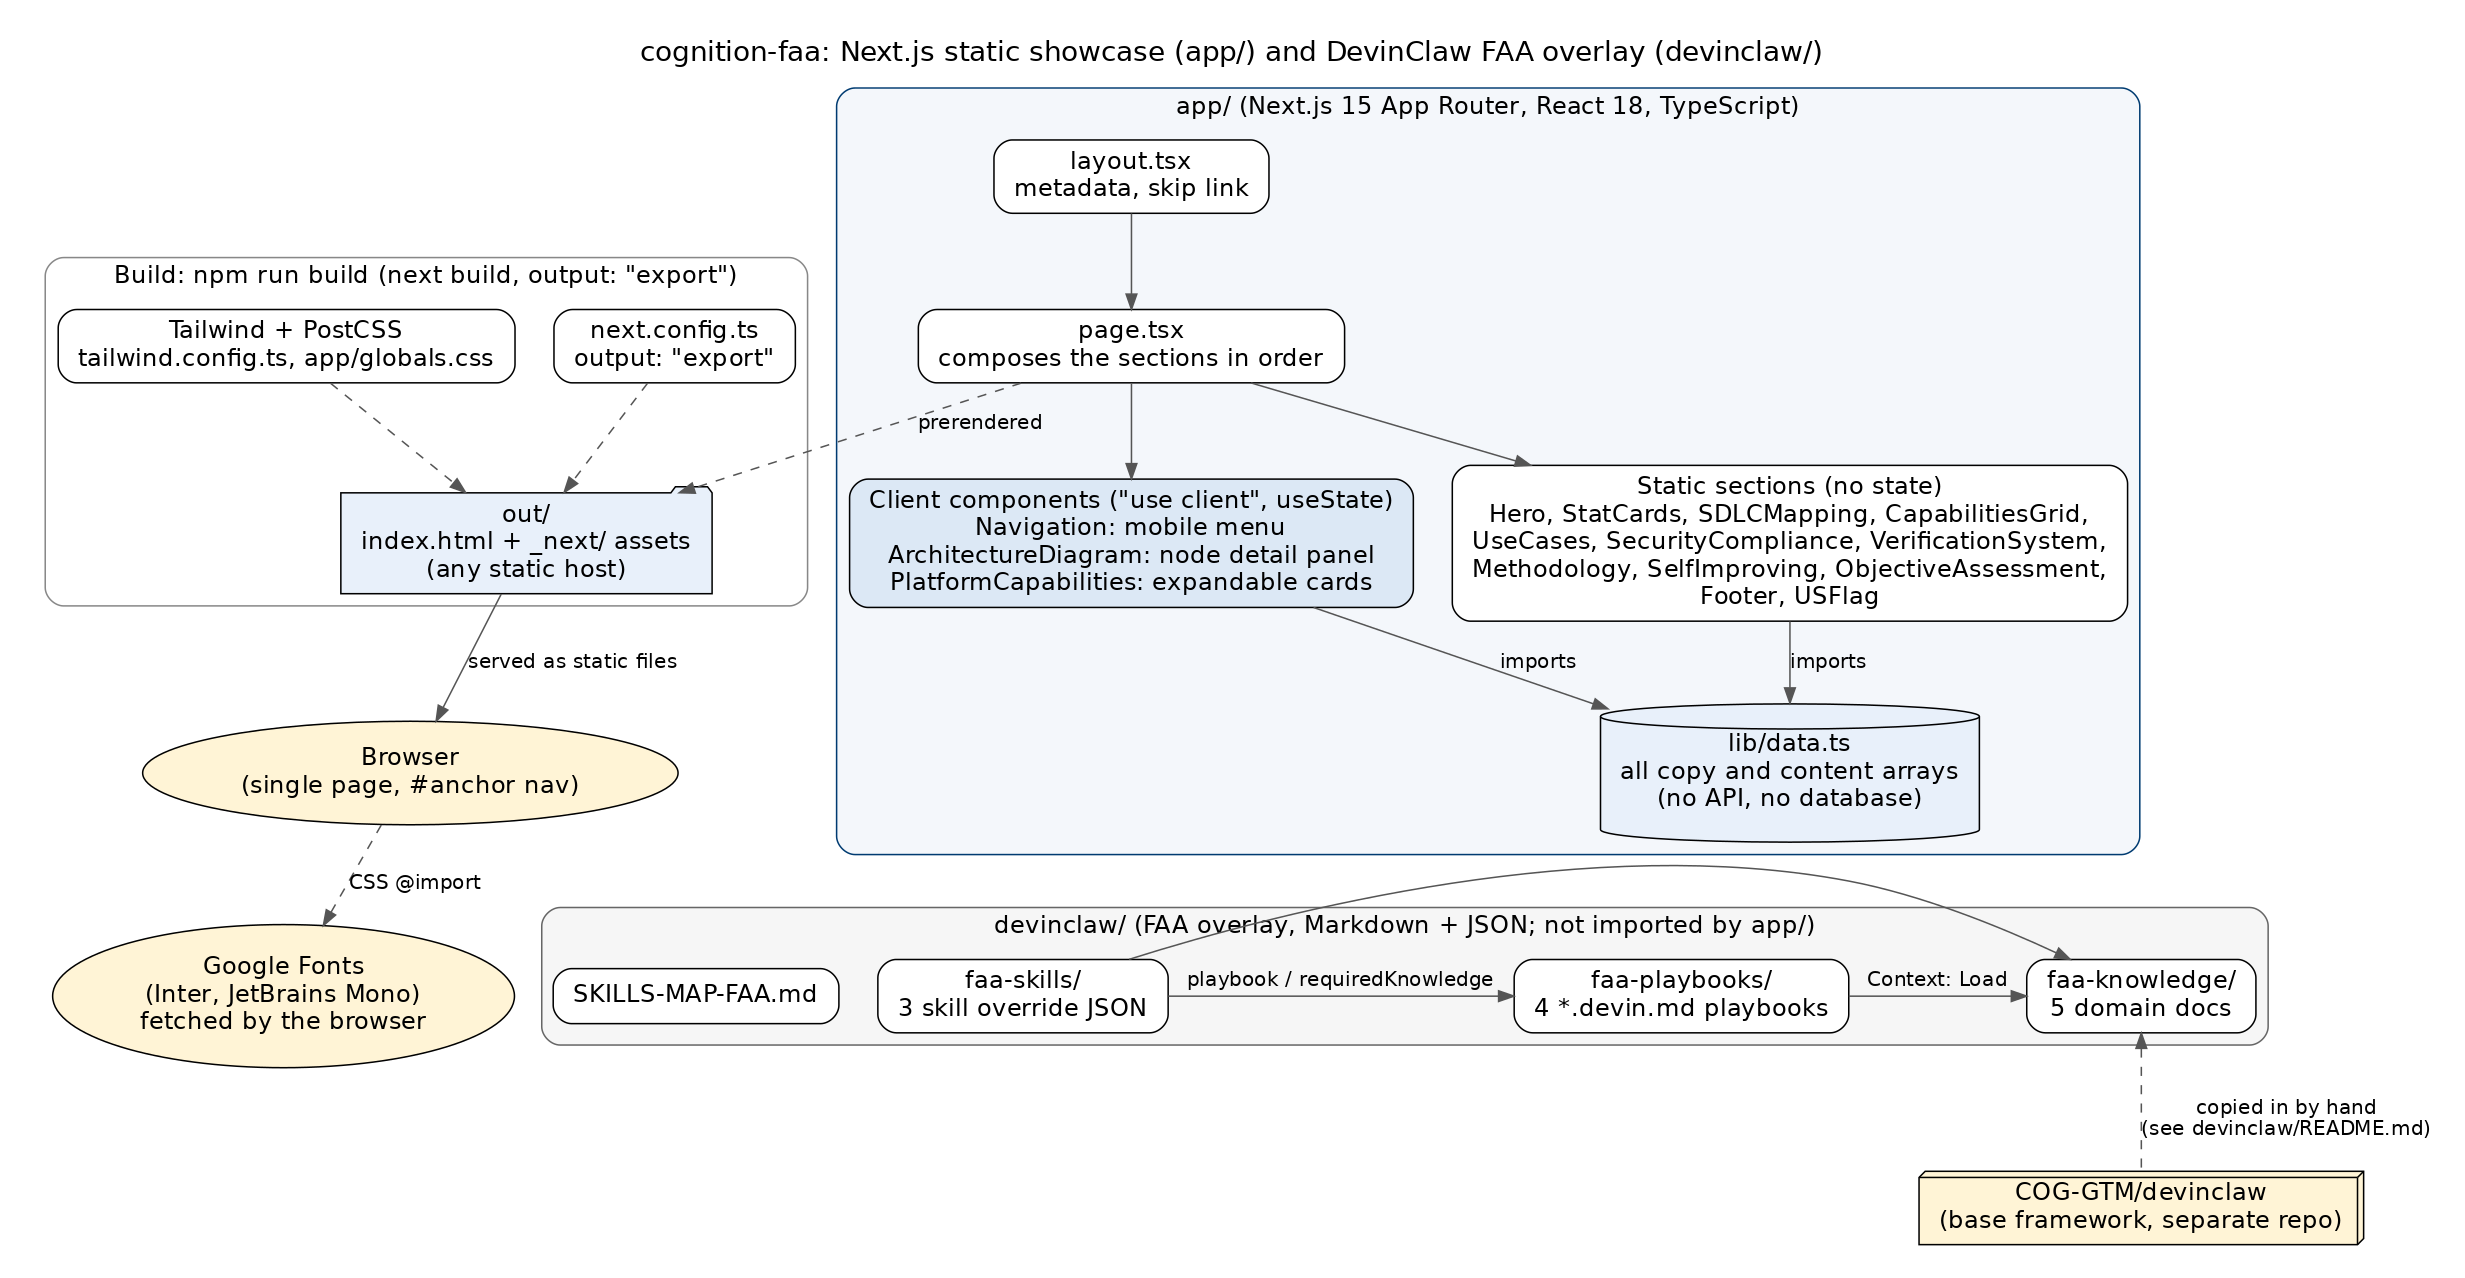 cognition-faa: Next.js static showcase (app/) and DevinClaw FAA overlay (devinclaw/)
app/ (Next.js 15 App Router, React 18, TypeScript)
layout.tsx
metadata, skip link
Build: npm run build (next build, output: "export")
Tailwind + PostCSS
tailwind.config.ts, app/globals.css
next.config.ts
output: "export"
page.tsx
composes the sections in order
prerendered
out/
index.html + _next/ assets
(any static host)
Client components ("use client", useState)
Navigation: mobile menu
ArchitectureDiagram: node detail panel
PlatformCapabilities: expandable cards
Static sections (no state)
Hero, StatCards, SDLCMapping, CapabilitiesGrid,
UseCases, SecurityCompliance, VerificationSystem,
Methodology, SelfImproving, ObjectiveAssessment,
Footer, USFlag
served as static files
imports
imports
Browser
(single page, #anchor nav)
lib/data.ts
all copy and content arrays
(no API, no database)
CSS @import
Google Fonts
(Inter, JetBrains Mono)
fetched by the browser
devinclaw/ (FAA overlay, Markdown + JSON; not imported by app/)
SKILLS-MAP-FAA.md
faa-skills/
3 skill override JSON
playbook / requiredKnowledge
faa-playbooks/
4 *.devin.md playbooks
Context: Load
faa-knowledge/
5 domain docs
copied in by hand
(see devinclaw/README.md)
COG-GTM/devinclaw
(base framework, separate repo)